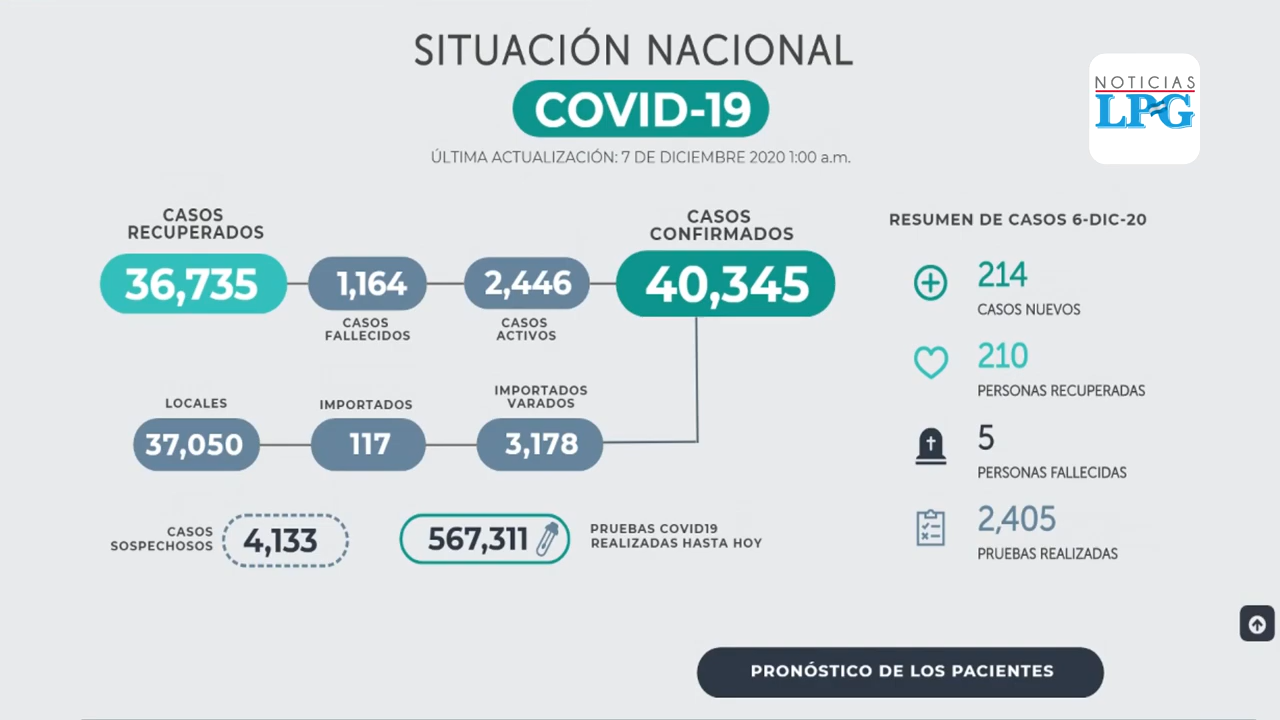 SITUACIÓN NACIONAL
COVID-19
ÚLTIMA ACTUALIZACIÓN: 7 DE DICIEMBRE 2020 1:00 a.m.
NOTICIAS
LPG
CASOS
RECUPERADOS
36,735
1,164
CASOS
FALLECIDOS
2,446
CASOS
ACTIVOS
CASOS
CONFIRMADOS
40,345
LOCALES
37,050
IMPORTADOS
117
IMPORTADOS
VARADOS
3,178
CASOS
SOSPECHOSOS
4,133
567,311
PRUEBAS COVID19
REALIZADAS HASTA HOY
RESUMEN DE CASOS 6-DIC-20
214
CASOS NUEVOS
210
PERSONAS RECUPERADAS
5
PERSONAS FALLECIDAS
2,405
PRUEBAS REALIZADAS
PRONÓSTICO DE LOS PACIENTES